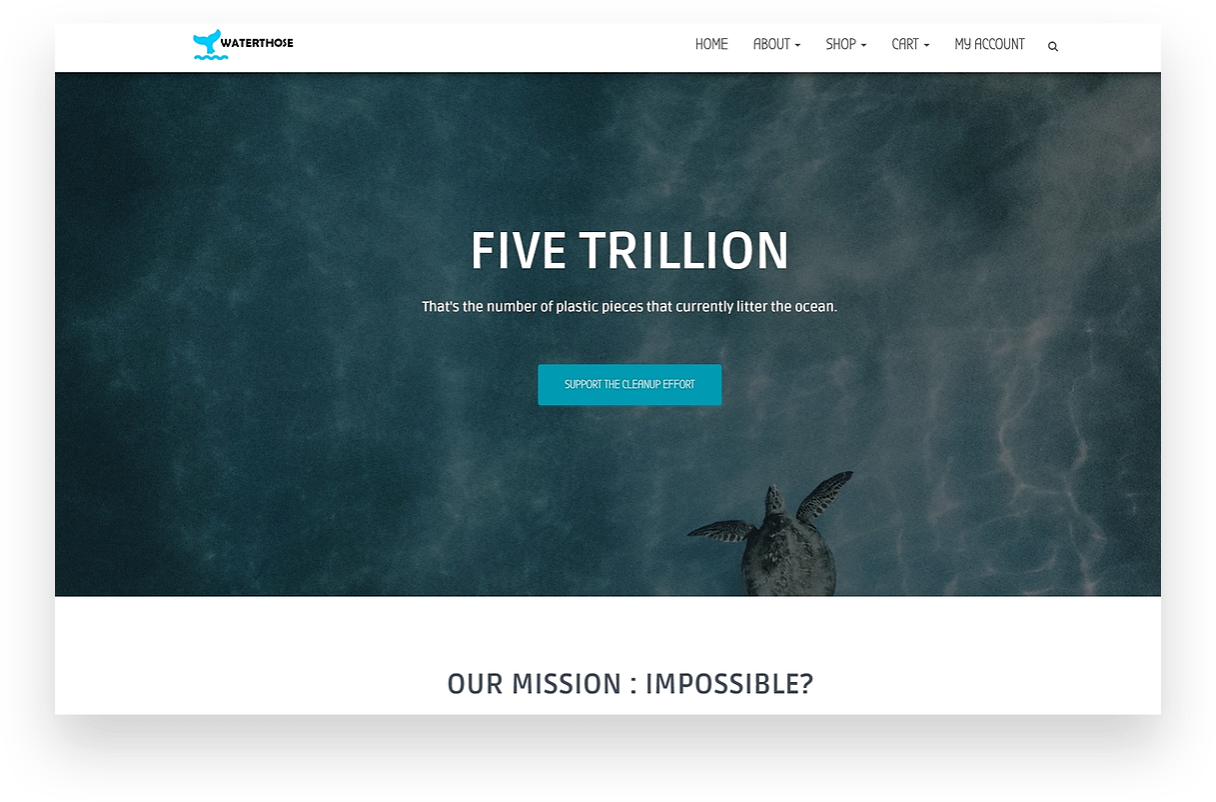 WATERTHOSE
HOME ABOUT SHOP CART MY ACCOUNT
FIVE TRILLION
That's the number of plastic pieces that currently litter the ocean.
SUPPORT THE CLEANUP EFFORT
OUR MISSION : IMPOSSIBLE?